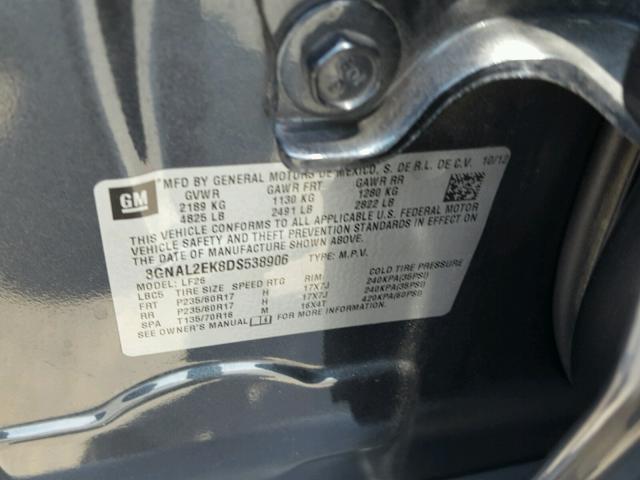 GM
MFD BY GENERAL MOTORS DE MEXICO, S. DE R.L. DE C.V. 10/12
GVWR GAWR FRT GAWR RR
2189 KG 1130 KG 1280 KG
4825 LB 2491 LB 2822 LB
THIS VEHICLE CONFORMS TO ALL APPLICABLE U.S. FEDERAL MOTOR
VEHICLE SAFETY AND THEFT PREVENTION STANDARDS IN EFFECT ON
THE DATE OF MANUFACTURE SHOWN ABOVE.
3GNAL2EK8DS538906 TYPE: M.P.V.
MODEL: LF26
LBC5 TIRE SIZE SPEED RTG RIM COLD TIRE PRESSURE
FRT P235/60R17 H 17X7J 240KPA(35PSI)
RR P235/60R17 H 17X7J 240KPA(35PSI)
SPA T135/70R16 M 16X4T 420KPA(60PSI)
SEE OWNER'S MANUAL FOR MORE INFORMATION.